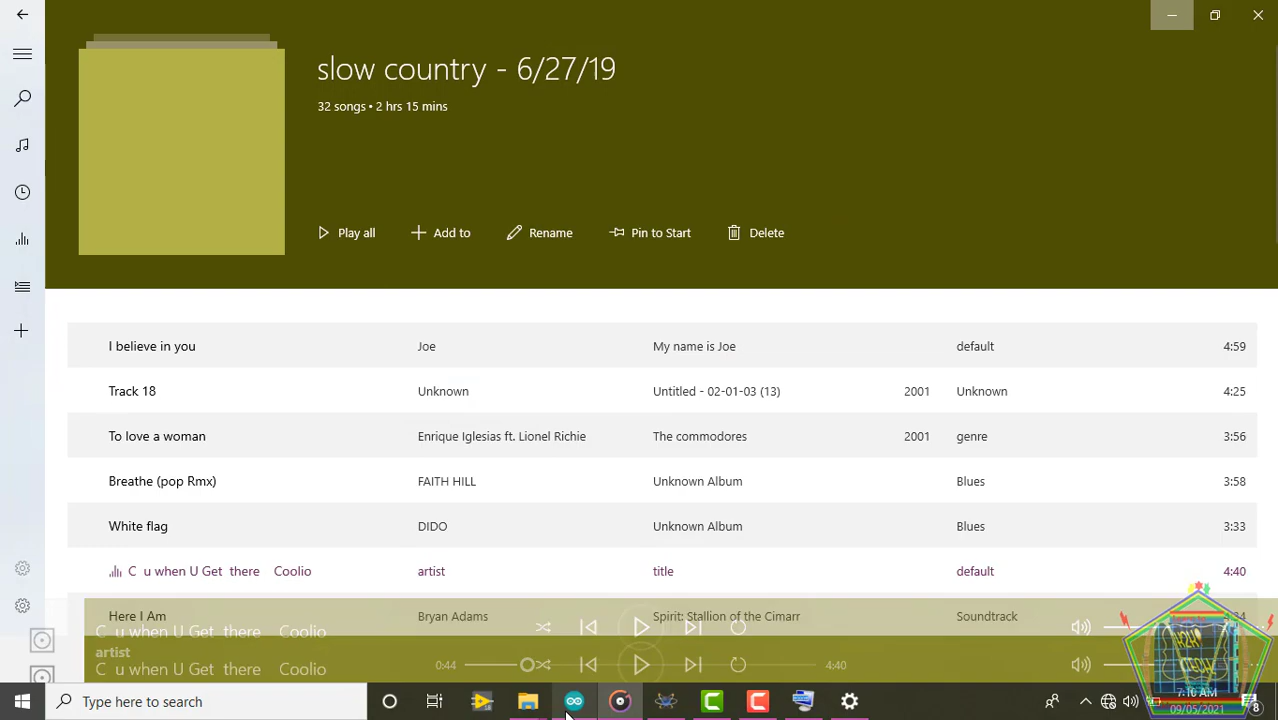 slow country - 6/27/19
32 songs • 2 hrs 15 mins
Play all Add to Rename Pin to Start Delete
I believe in you Joe My name is Joe default 4:59
Track 18 Unknown Untitled - 02-01-03 (13) 2001 Unknown 4:25
To love a woman Enrique Iglesias ft. Lionel Richie The commodores 2001 genre 3:56
Breathe (pop Rmx) FAITH HILL Unknown Album Blues 3:58
White flag DIDO Unknown Album Blues 3:33
C u when U Get there Coolio artist title default 4:40
Here I Am Bryan Adams Spirit: Stallion of the Cimarr Soundtrack
C u when U Get there Coolio
artist
C u when U Get there Coolio 0:44 4:40
Type here to search 7:10 AM
09/05/2021 8